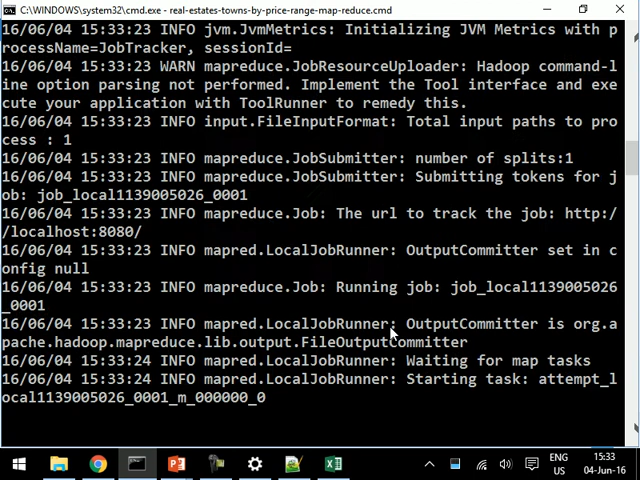 C:\WINDOWS\system32\cmd.exe - real-estates-towns-by-price-range-map-reduce.cmd
16/06/04 15:33:23 INFO jvm.JvmMetrics: Initializing JVM Metrics with p
rocessName=JobTracker, sessionId=
16/06/04 15:33:23 WARN mapreduce.JobResourceUploader: Hadoop command-l
ine option parsing not performed. Implement the Tool interface and exe
cute your application with ToolRunner to remedy this.
16/06/04 15:33:23 INFO input.FileInputFormat: Total input paths to pro
cess : 1
16/06/04 15:33:23 INFO mapreduce.JobSubmitter: number of splits:1
16/06/04 15:33:23 INFO mapreduce.JobSubmitter: Submitting tokens for j
ob: job_local1139005026_0001
16/06/04 15:33:23 INFO mapreduce.Job: The url to track the job: http:/
/localhost:8080/
16/06/04 15:33:23 INFO mapred.LocalJobRunner: OutputCommitter set in c
onfig null
16/06/04 15:33:23 INFO mapreduce.Job: Running job: job_local1139005026
_0001
16/06/04 15:33:23 INFO mapred.LocalJobRunner: OutputCommitter is org.a
pache.hadoop.mapreduce.lib.output.FileOutputCommitter
16/06/04 15:33:24 INFO mapred.LocalJobRunner: Waiting for map tasks
16/06/04 15:33:24 INFO mapred.LocalJobRunner: Starting task: attempt_l
ocal1139005026_0001_m_000000_0
ENG
US
15:33
04-Jun-16